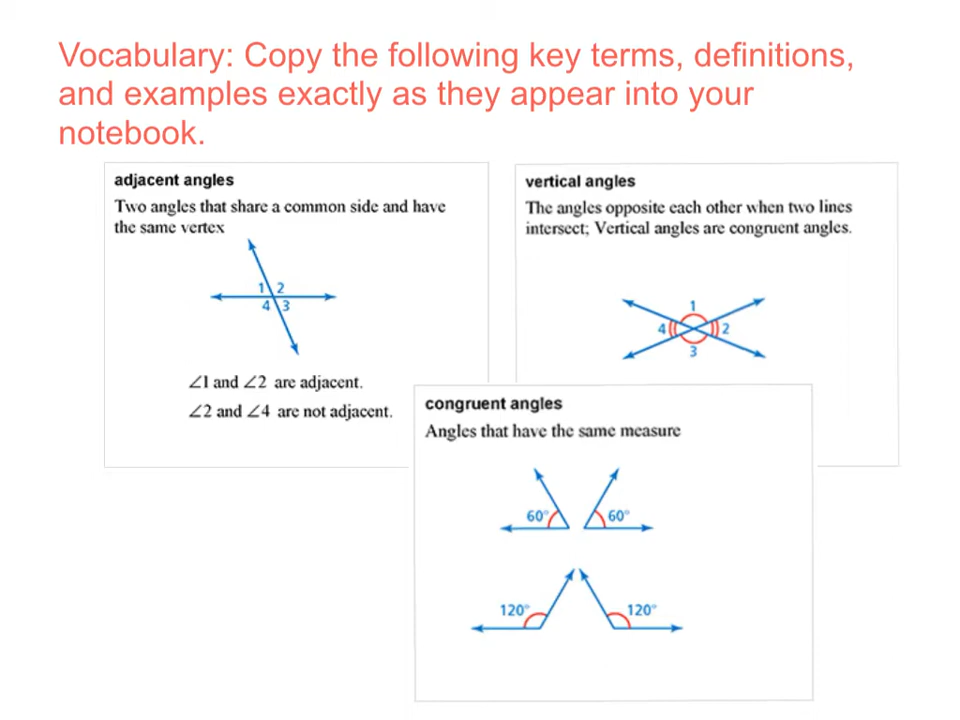 Vocabulary: Copy the following key terms, definitions,
and examples exactly as they appear into your
notebook.
adjacent angles
Two angles that share a common side and have
the same vertex
1 2
4 3
∠1 and ∠2 are adjacent.
∠2 and ∠4 are not adjacent.
vertical angles
The angles opposite each other when two lines
intersect; Vertical angles are congruent angles.
1
4 2
3
congruent angles
Angles that have the same measure
60° 60°
120° 120°